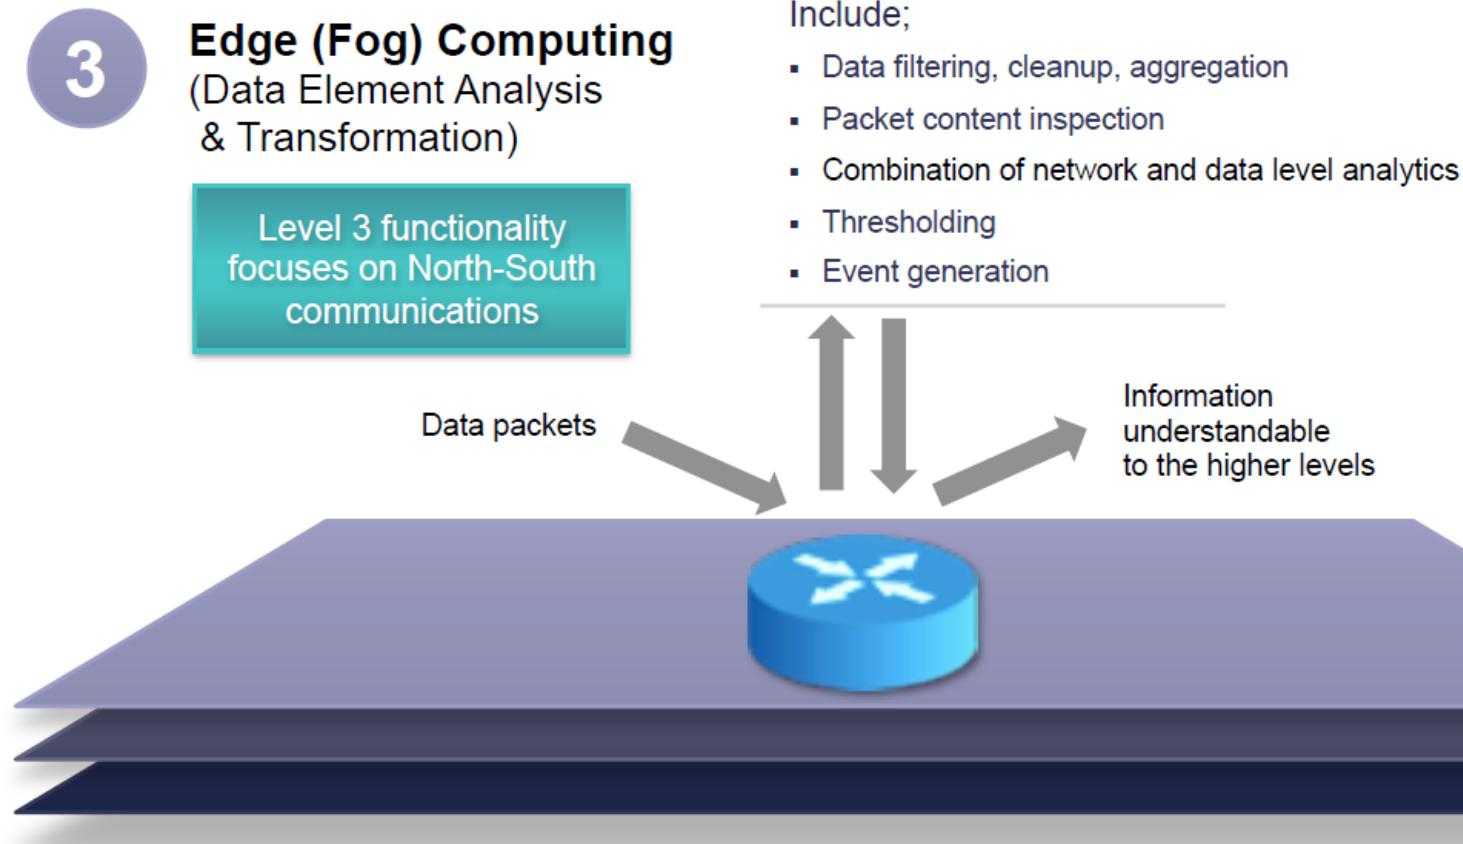 3
Edge (Fog) Computing
(Data Element Analysis
& Transformation)
Level 3 functionality
focuses on North-South
communications
Include;
▪ Data filtering, cleanup, aggregation
▪ Packet content inspection
▪ Combination of network and data level analytics
▪ Thresholding
▪ Event generation
Data packets
Information
understandable
to the higher levels